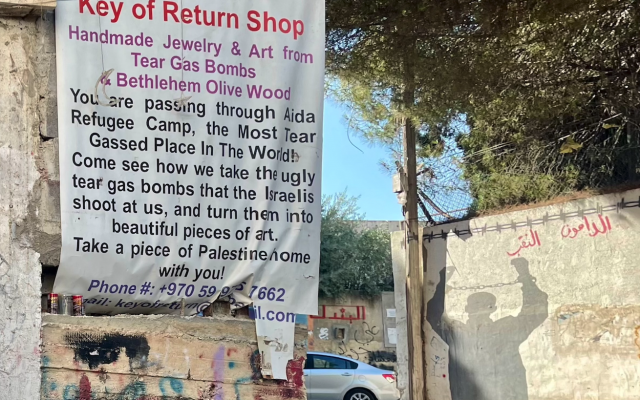 Key of Return Shop
Handmade Jewelry & Art from
Tear Gas Bombs
& Bethlehem Olive Wood
You are passing through Aida
Refugee Camp, the Most Tear
Gassed Place In The World!
Come see how we take the ugly
tear gas bombs that the Israelis
shoot at us, and turn them into
beautiful pieces of art.
Take a piece of Palestine home
with you!
Phone #: +970 59 7662
الدامون
النقب